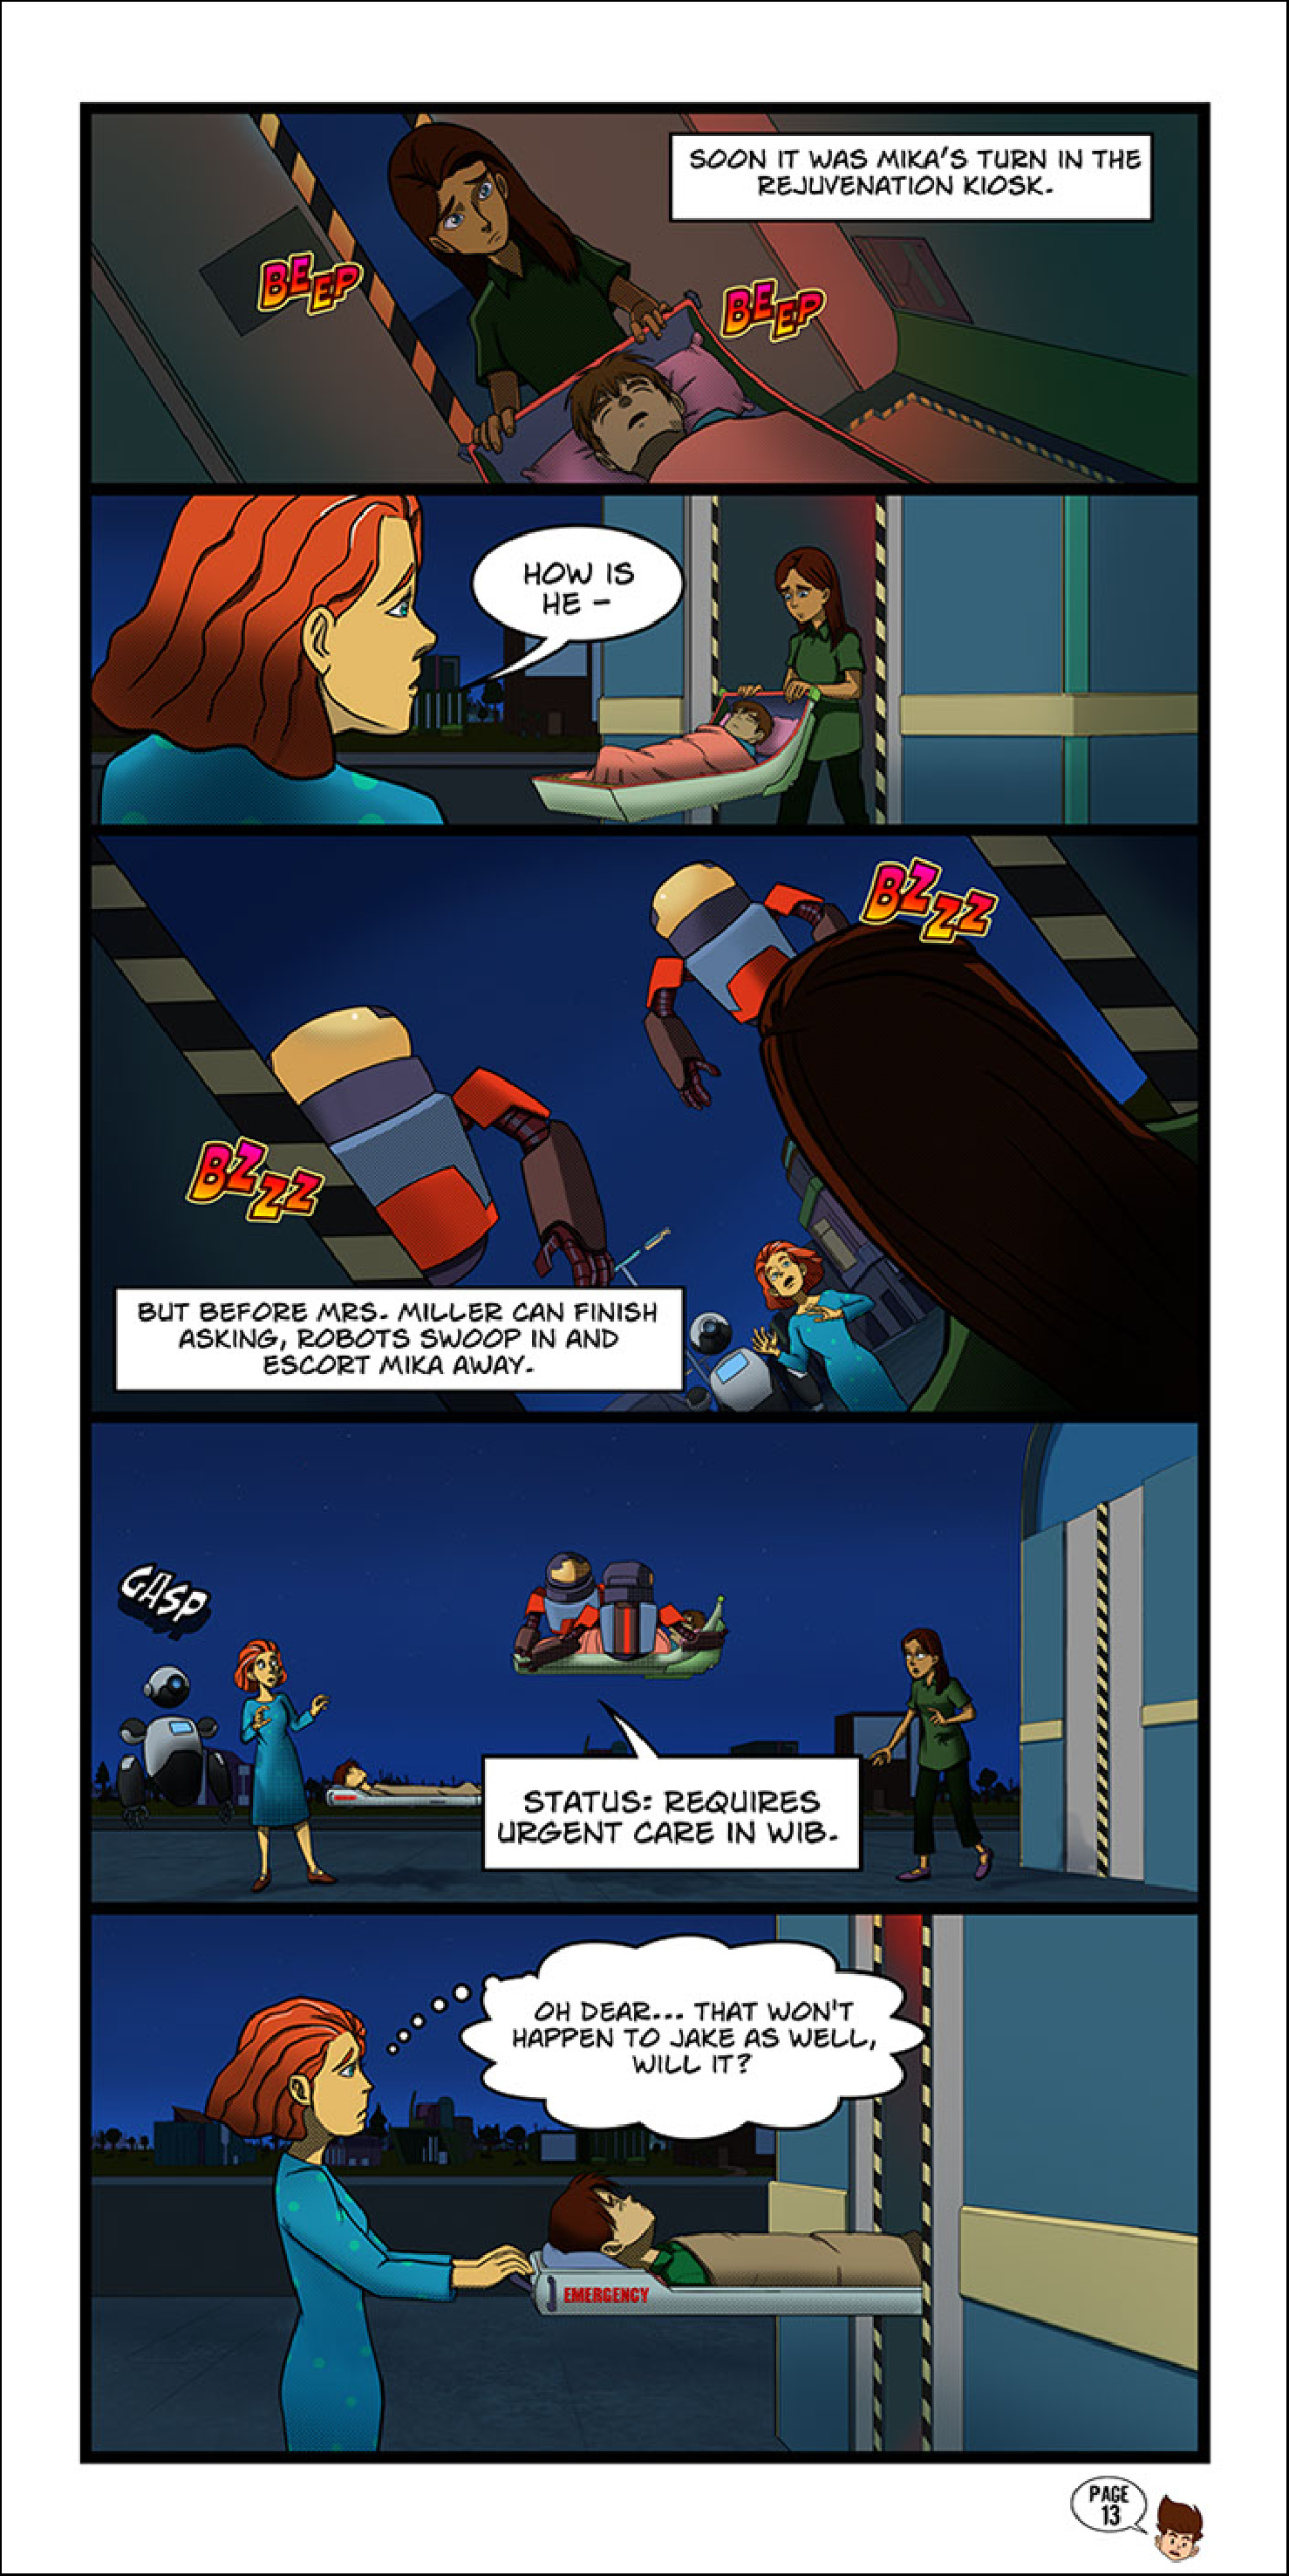 SOON IT WAS MIKA'S TURN IN THE
REJUVENATION KIOSK.
BEEP
BEEP
HOW IS
HE -
BZZZ
BZZZ
BUT BEFORE MRS. MILLER CAN FINISH
ASKING, ROBOTS SWOOP IN AND
ESCORT MIKA AWAY.
GASP
STATUS: REQUIRES
URGENT CARE IN WIB.
OH DEAR... THAT WON'T
HAPPEN TO JAKE AS WELL,
WILL IT?
EMERGENCY
PAGE
13